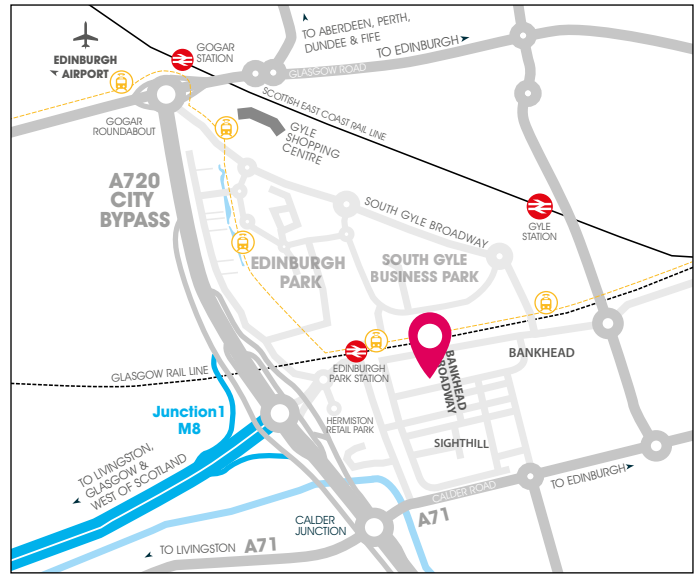 TO ABERDEEN, PERTH,
DUNDEE & FIFE
TO EDINBURGH
GOGAR
STATION
EDINBURGH
AIRPORT
GLASGOW ROAD
SCOTTISH EAST COAST RAIL LINE
GOGAR
ROUNDABOUT
GYLE
SHOPPING
CENTRE
A720
CITY
BYPASS
SOUTH GYLE BROADWAY
GYLE
STATION
EDINBURGH
PARK
SOUTH GYLE
BUSINESS PARK
EDINBURGH
PARK STATION
BANKHEAD
BANKHEAD
BROADWAY
GLASGOW RAIL LINE
Junction1
M8
HERMISTON
RETAIL PARK
SIGHTHILL
TO LIVINGSTON,
GLASGOW &
WEST OF SCOTLAND
CALDER ROAD
TO EDINBURGH
A71
CALDER
JUNCTION
TO LIVINGSTON
A71